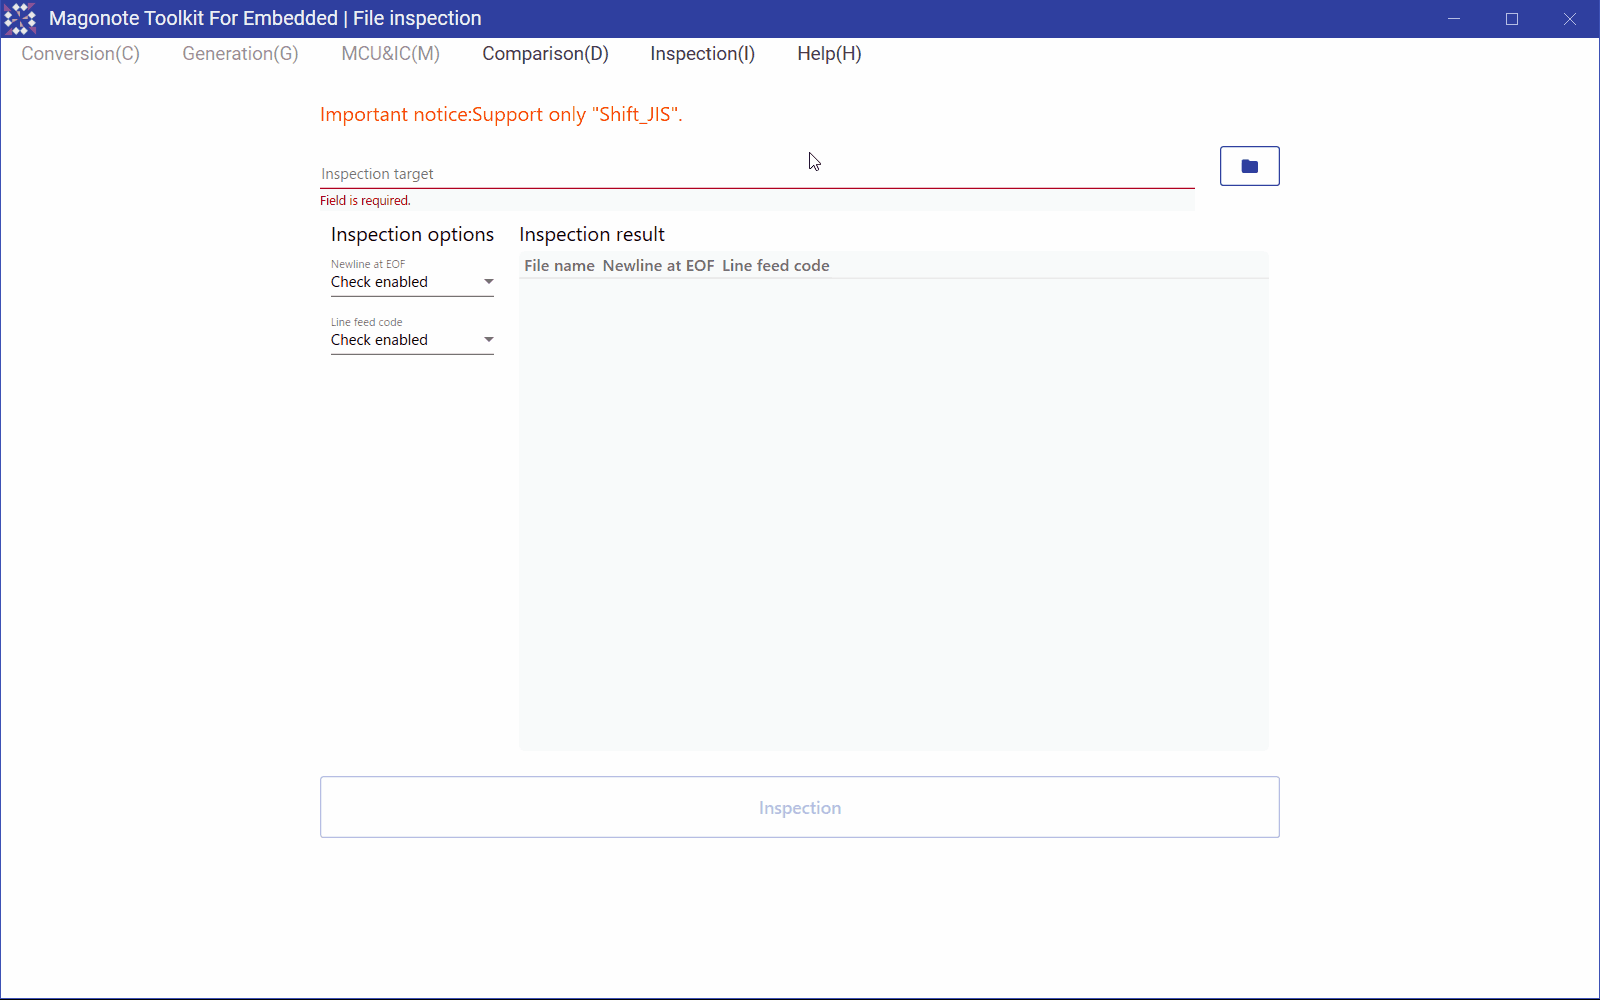 Magonote Toolkit For Embedded | File inspection
Conversion(C) Generation(G) MCU&IC(M) Comparison(D) Inspection(I) Help(H)
Important notice:Support only "Shift_JIS".
Inspection target
Field is required.
Inspection options
Inspection result
Newline at EOF
Check enabled
File name Newline at EOF Line feed code
Line feed code
Check enabled
Inspection